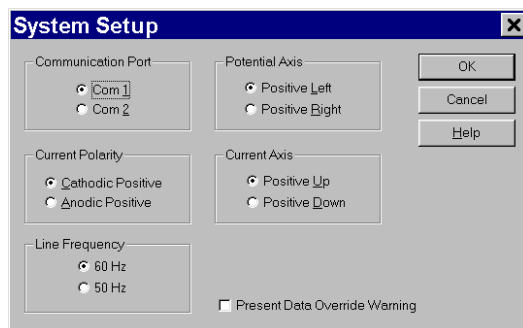 System Setup
Communication Port
Com 1
Com 2
Potential Axis
Positive Left
Positive Right
OK
Cancel
Help
Current Polarity
Cathodic Positive
Anodic Positive
Current Axis
Positive Up
Positive Down
Line Frequency
60 Hz
50 Hz
Present Data Override Warning